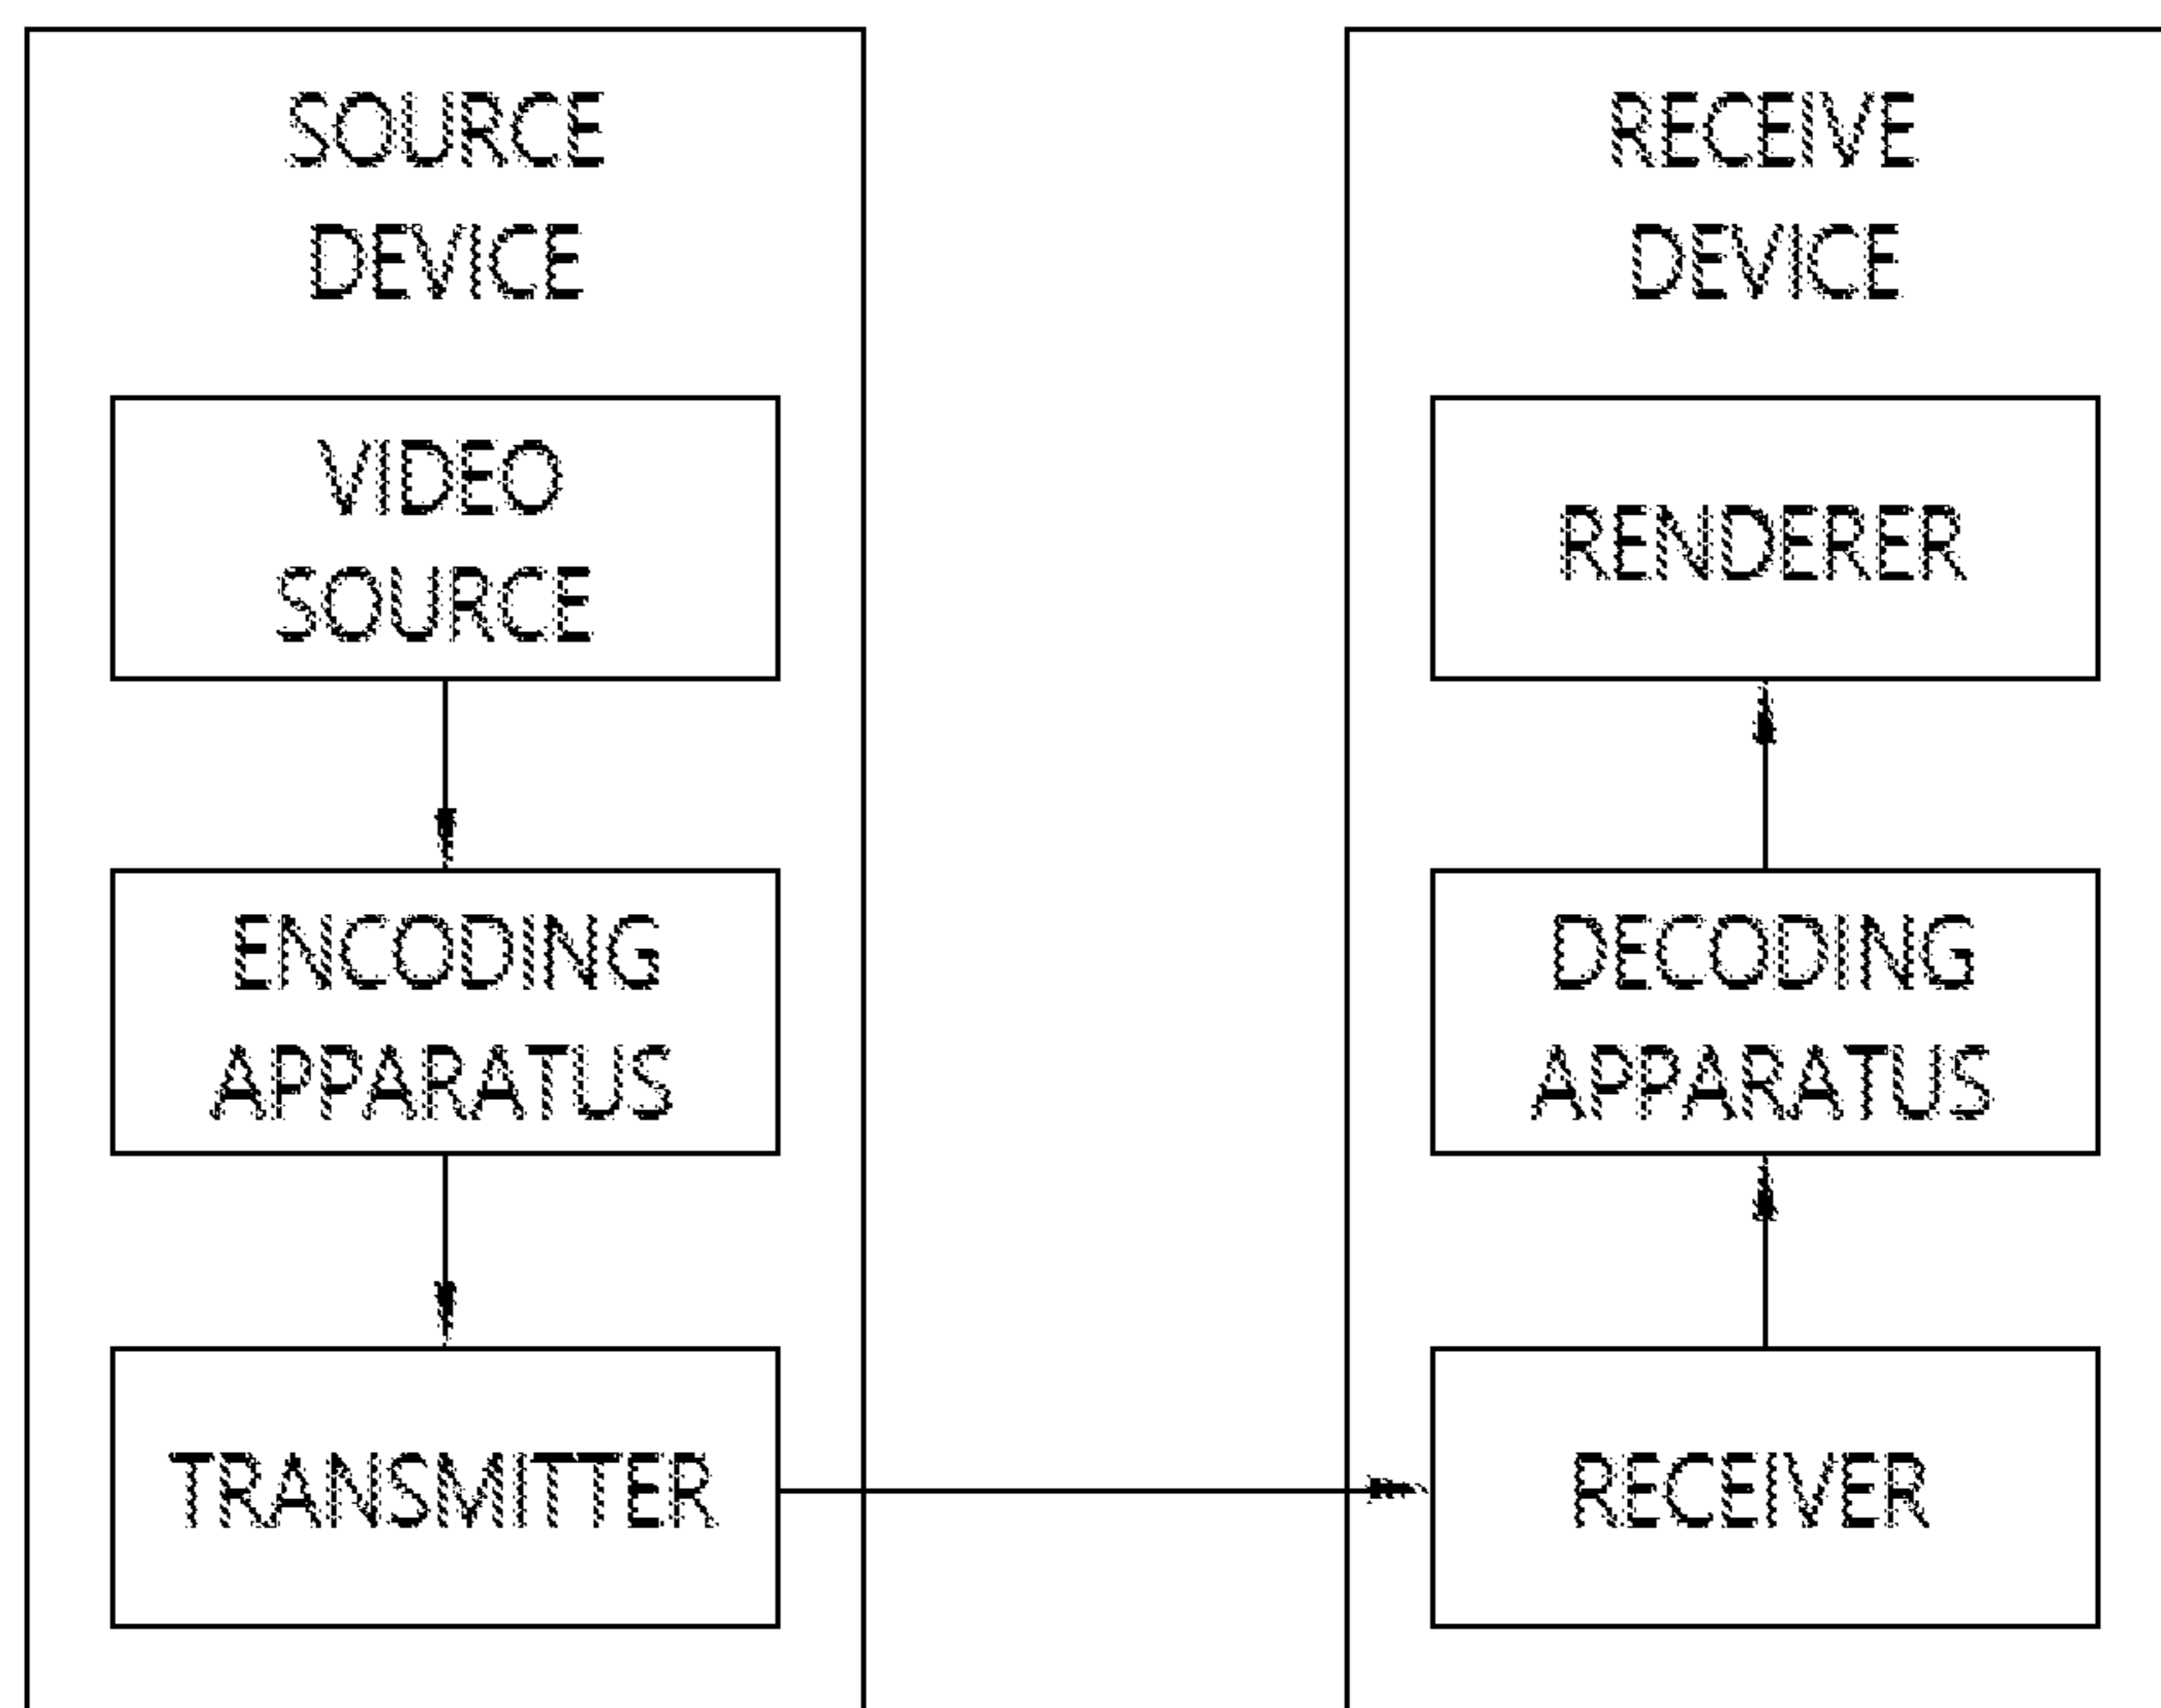 SOURCE
DEVICE
VIDEO
SOURCE
ENCODING
APPARATUS
TRANSMITTER
RECEIVE
DEVICE
RENDERER
DECODING
APPARATUS
RECEIVER